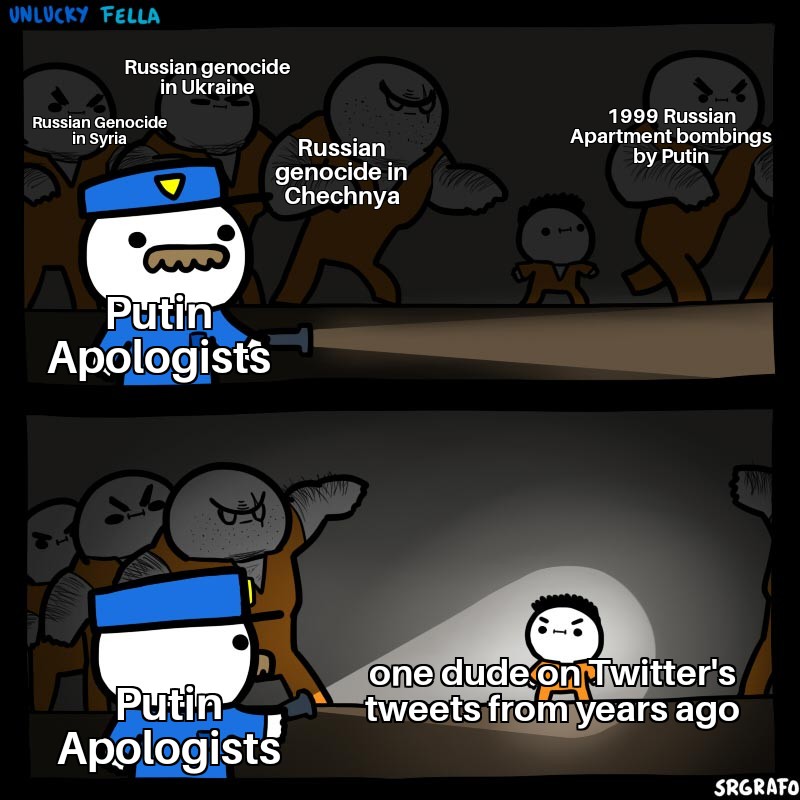 UNLUCKY FELLA
Russian genocide
in Ukraine
Russian Genocide
in Syria
Russian
genocide in
Chechnya
1999 Russian
Apartment bombings
by Putin
Putin
Apologists
one dude on Twitter's
tweets from years ago
Putin
Apologists
SRGRAFO